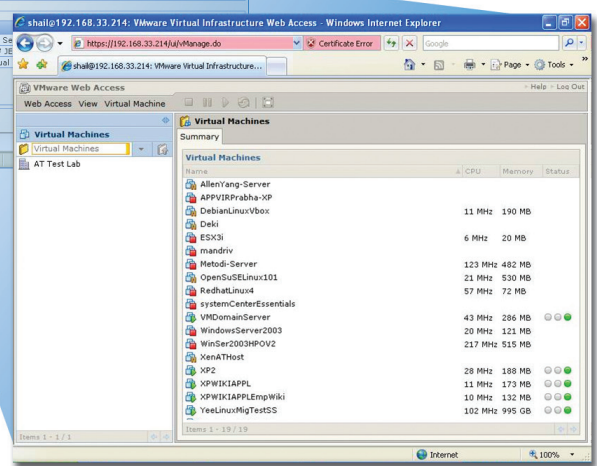 shail@192.168.33.214: VMware Virtual Infrastructure Web Access - Windows Internet Explorer
https://192.168.33.214/ui/vManage.do
Certificate Error
Google
shail@192.168.33.214: VMware Virtual Infrastructure...
Page
Tools
VMware Web Access
Help
Log Out
Web Access View Virtual Machine
Virtual Machines
Virtual Machines
AT Test Lab
Items 1 - 1 / 1
Virtual Machines
Summary
Virtual Machines
Name CPU Memory Status
AllenYang-Server
APPVIRPrabha-XP
DebianLinuxVbox 11 MHz 190 MB
Deki
ESX3i 6 MHz 20 MB
mandriv
Metodi-Server 123 MHz 482 MB
OpenSuSELinux101 21 MHz 530 MB
RedhatLinux4 57 MHz 72 MB
systemCenterEssentials
VMDomainServer 43 MHz 286 MB
WindowsServer2003 20 MHz 121 MB
WinSer2003HPOV2 217 MHz 515 MB
XenATHost
XP2 28 MHz 188 MB
XPWIKIAPPL 11 MHz 173 MB
XPWIKIAPPLEmpWiki 10 MHz 132 MB
YeeLinuxMigTestSS 102 MHz 995 GB
Items 1 - 19 / 19
Internet
100%